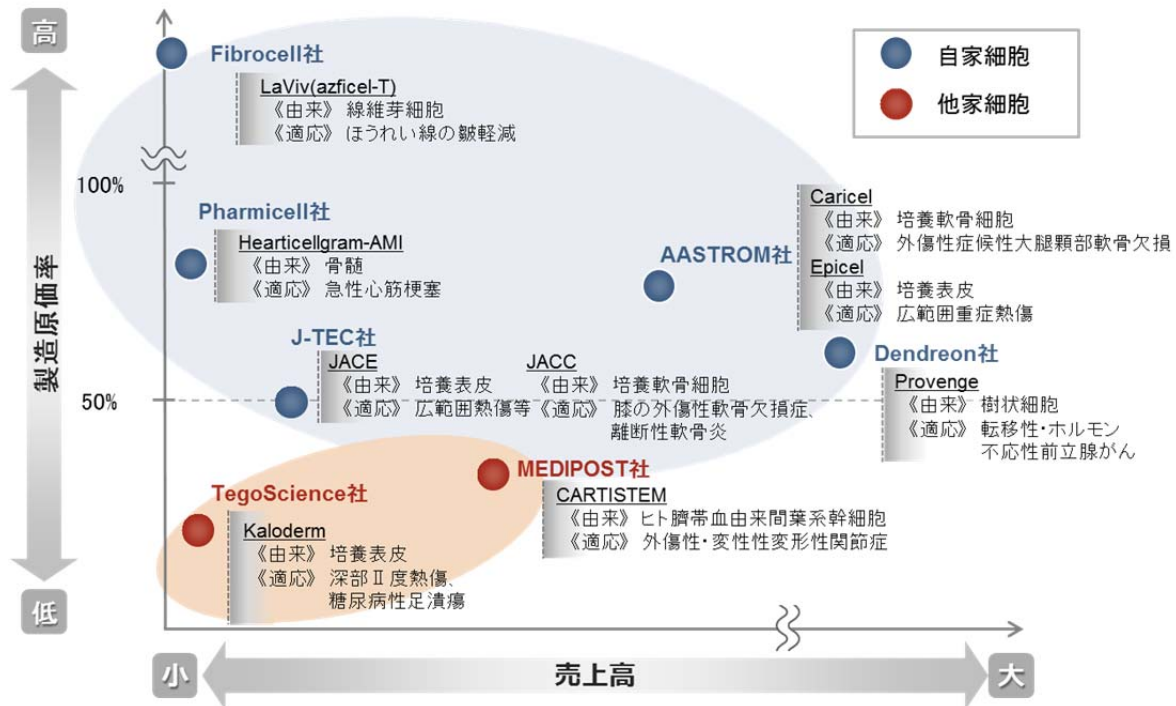 高
製造原価率
低
100%
50%
自家細胞
他家細胞
Fibrocell社
LaViv(azficel-T)
《由来》 線維芽細胞
《適応》 ほうれい線の皺軽減
Pharmicell社
Hearticellgram-AMI
《由来》 骨髄
《適応》 急性心筋梗塞
AASTROM社
Caricel
《由来》 培養軟骨細胞
《適応》 外傷性症候性大腿顆部軟骨欠損
Epicel
《由来》 培養表皮
《適応》 広範囲重症熱傷
J-TEC社
JACE
《由来》 培養表皮
《適応》 広範囲熱傷等
JACC
《由来》 培養軟骨細胞
《適応》 膝の外傷性軟骨欠損症、
離断性軟骨炎
Dendreon社
Provenge
《由来》 樹状細胞
《適応》 転移性・ホルモン
不応性前立腺がん
MEDIPOST社
CARTISTEM
《由来》 ヒト臍帯血由来間葉系幹細胞
《適応》 外傷性・変性性変形性関節症
TegoScience社
Kaloderm
《由来》 培養表皮
《適応》 深部Ⅱ度熱傷、
糖尿病性足潰瘍
小
売上高
大